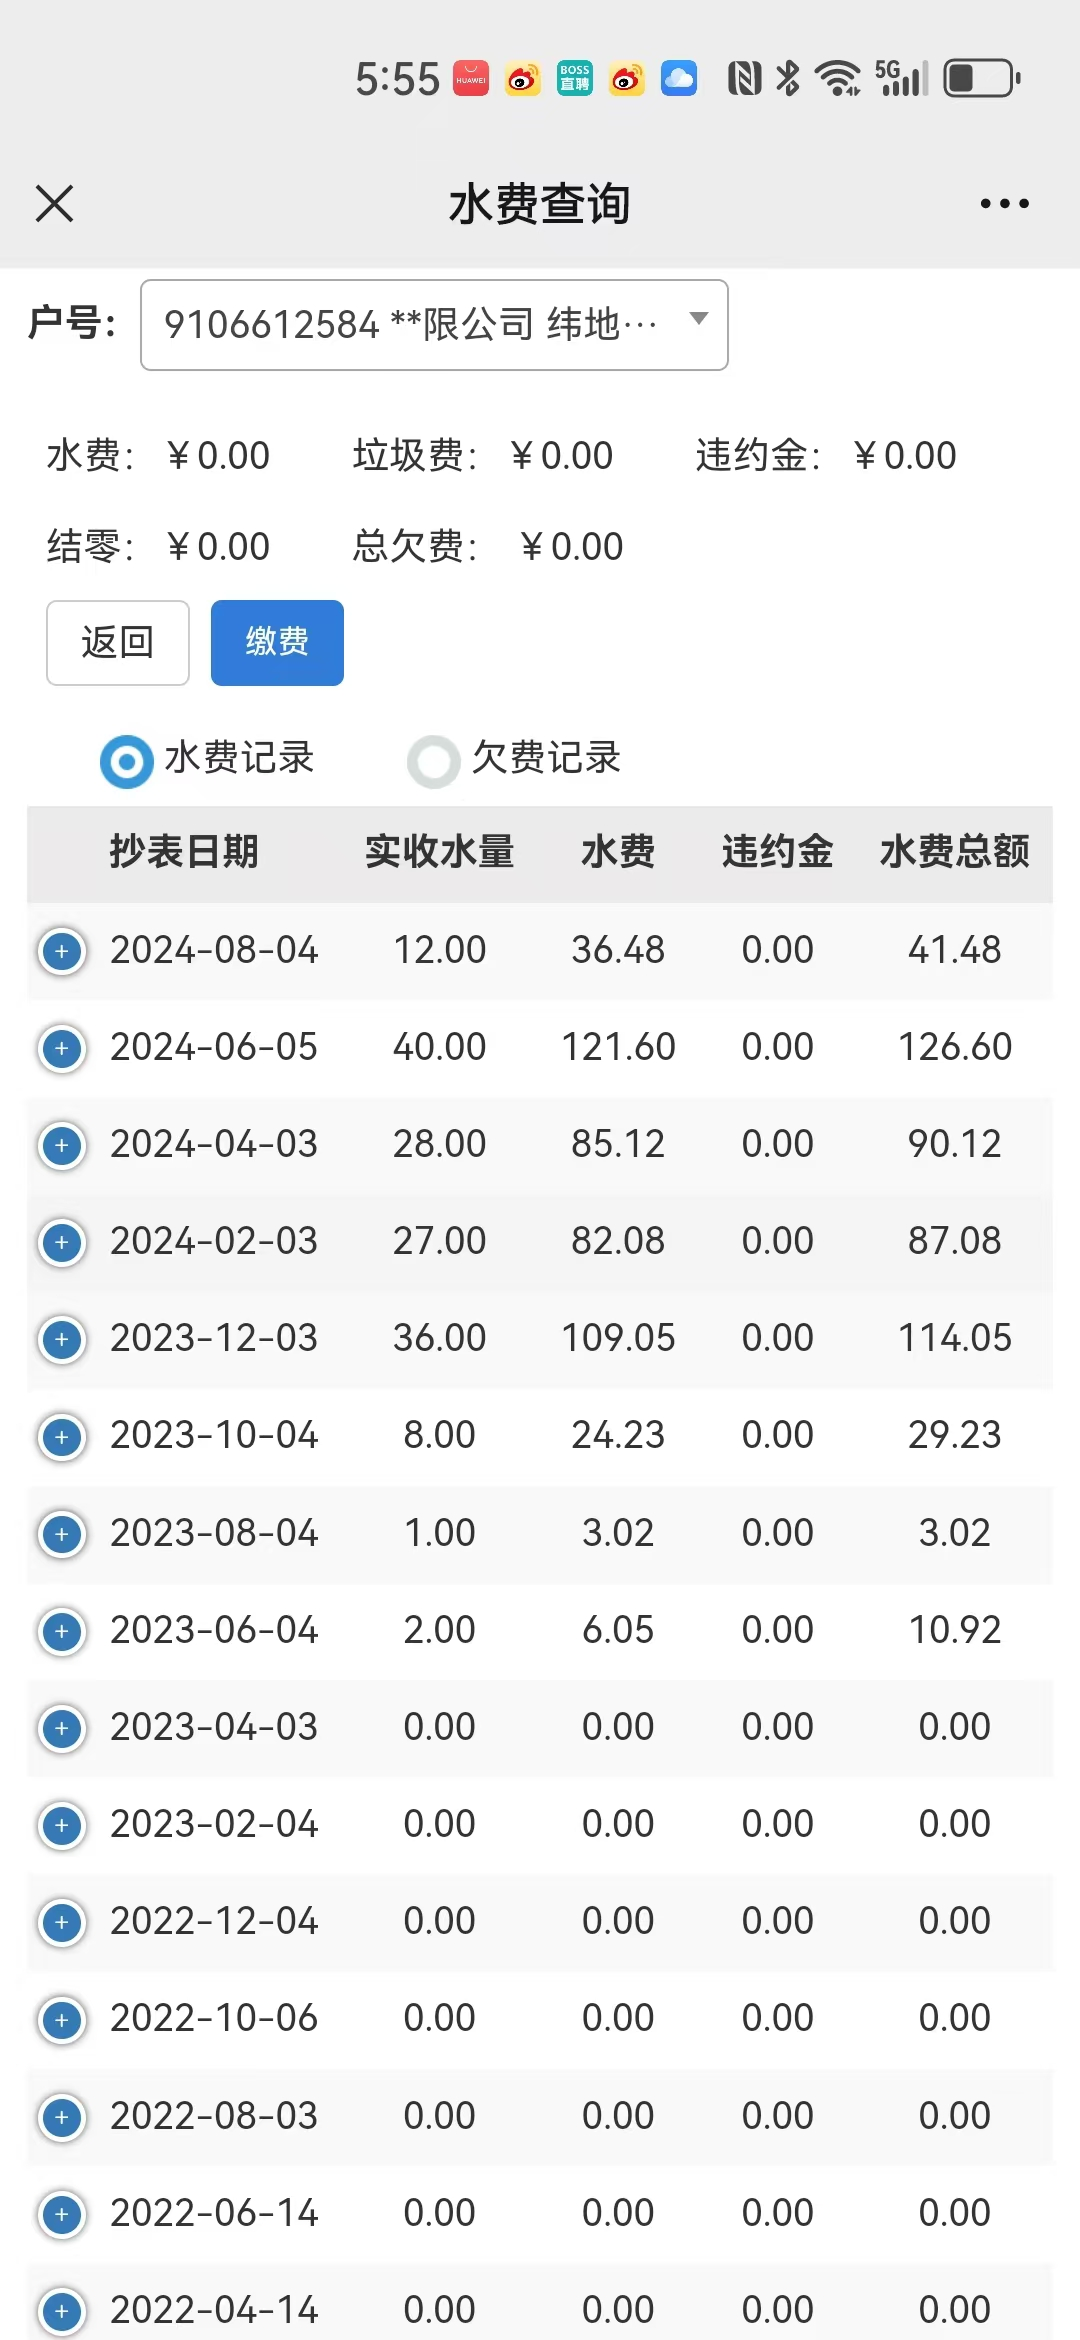 5:55 HUAWEI BOSS直聘 5G
水费查询
户号: 9106612584 **限公司 纬地…
水费: ￥0.00 垃圾费: ￥0.00 违约金: ￥0.00
结零: ￥0.00 总欠费: ￥0.00
返回 缴费
水费记录 欠费记录
抄表日期 实收水量 水费 违约金 水费总额
2024-08-04 12.00 36.48 0.00 41.48
2024-06-05 40.00 121.60 0.00 126.60
2024-04-03 28.00 85.12 0.00 90.12
2024-02-03 27.00 82.08 0.00 87.08
2023-12-03 36.00 109.05 0.00 114.05
2023-10-04 8.00 24.23 0.00 29.23
2023-08-04 1.00 3.02 0.00 3.02
2023-06-04 2.00 6.05 0.00 10.92
2023-04-03 0.00 0.00 0.00 0.00
2023-02-04 0.00 0.00 0.00 0.00
2022-12-04 0.00 0.00 0.00 0.00
2022-10-06 0.00 0.00 0.00 0.00
2022-08-03 0.00 0.00 0.00 0.00
2022-06-14 0.00 0.00 0.00 0.00
2022-04-14 0.00 0.00 0.00 0.00